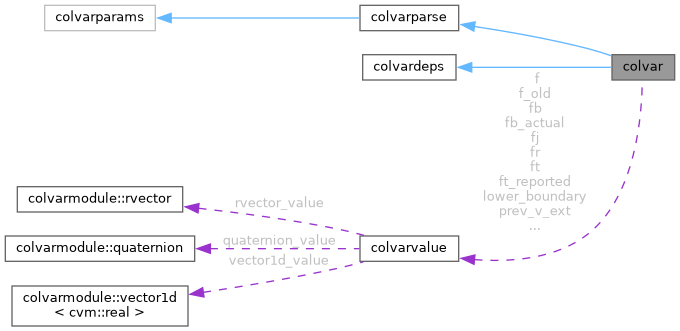 colvarparams
colvarparse
colvardeps
colvar
f
f_old
fb
fb_actual
fj
fr
ft
ft_reported
lower_boundary
prev_v_ext
...
colvarmodule::rvector
rvector_value
colvarmodule::quaternion
quaternion_value
colvarvalue
vector1d_value
colvarmodule::vector1d
< cvm::real >